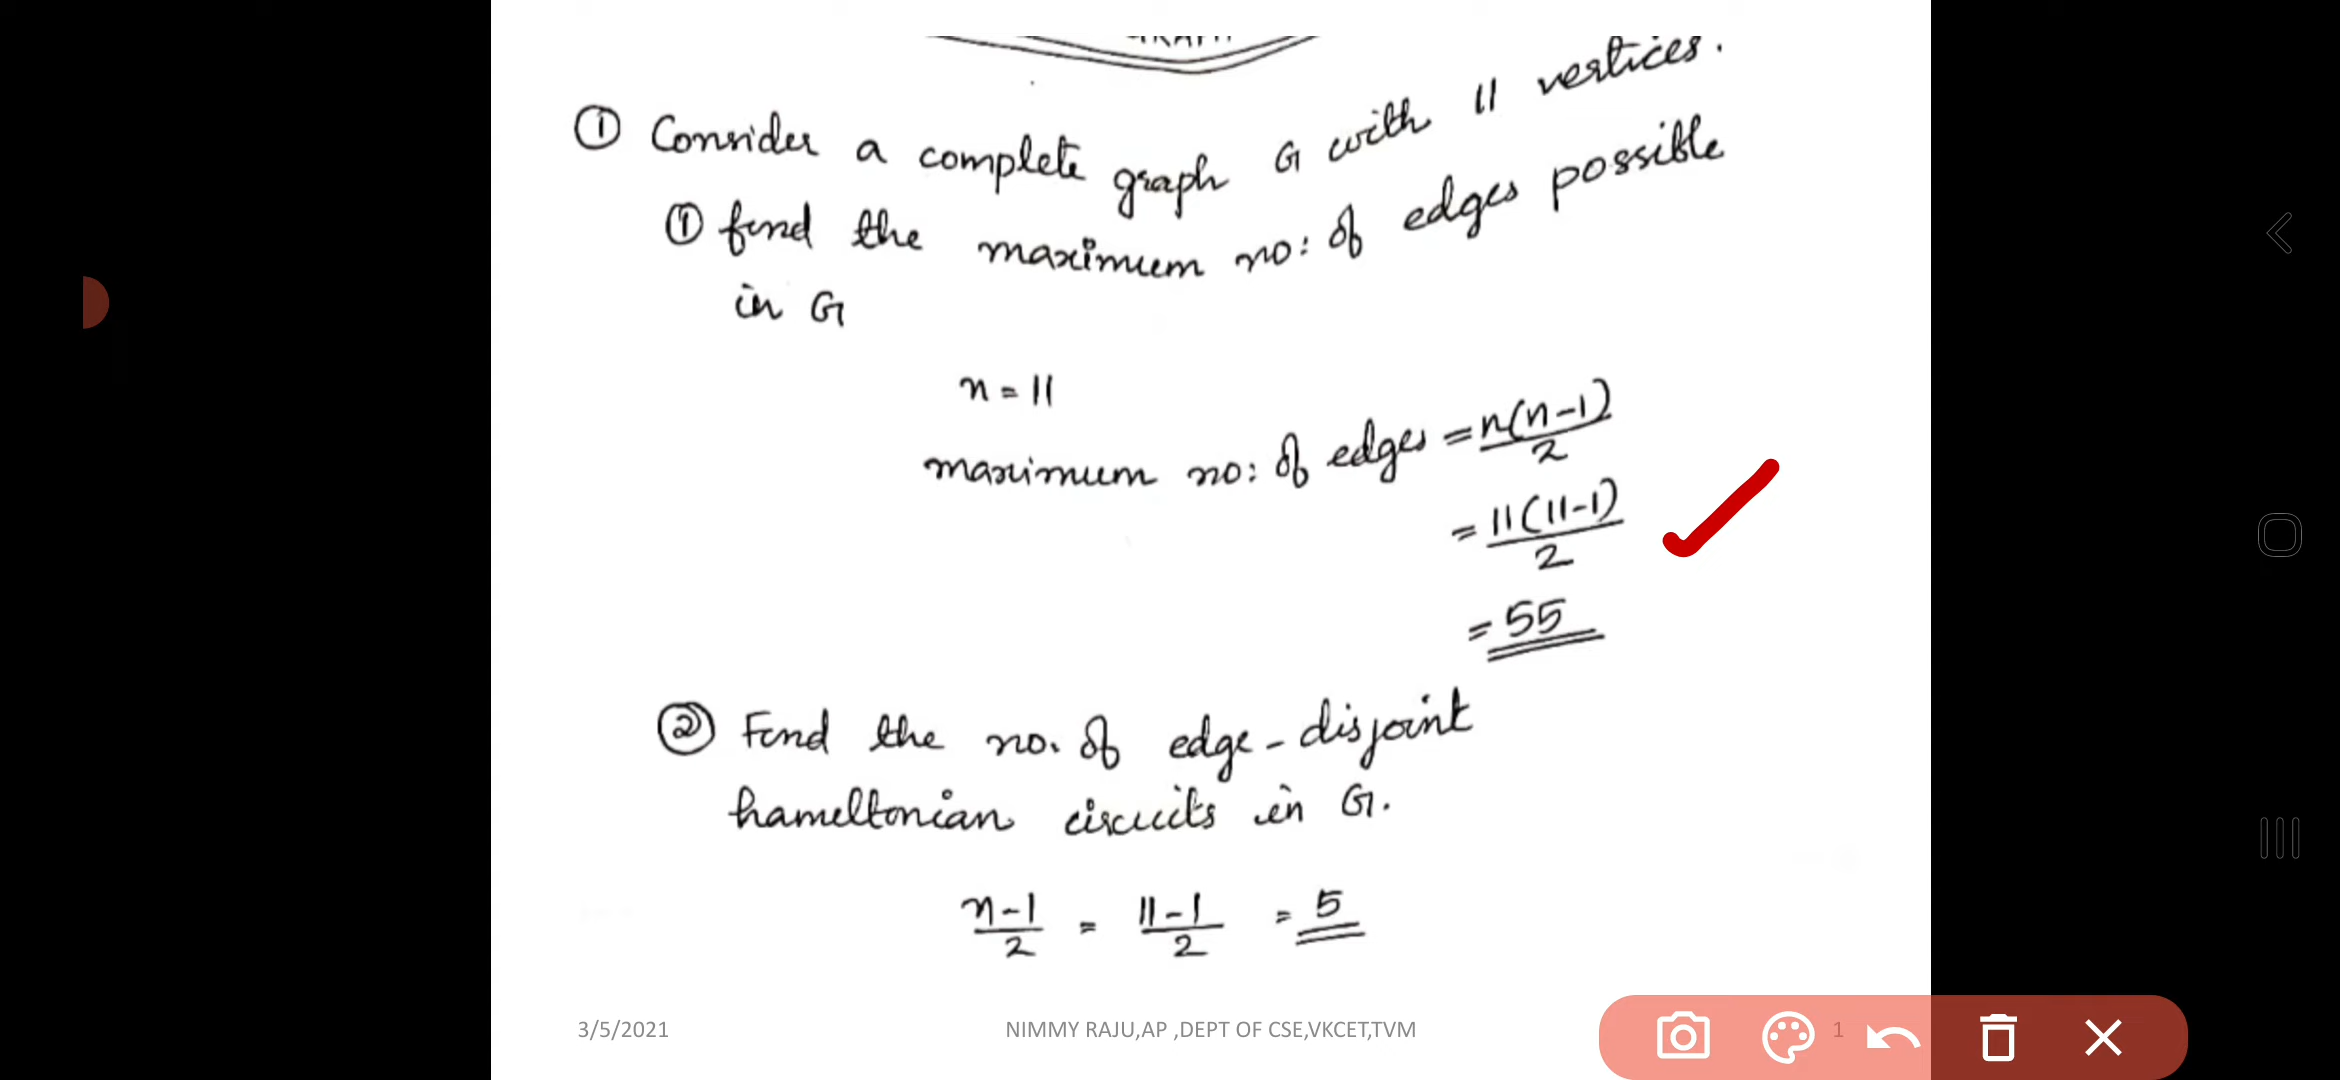 ① Consider a complete graph G with 11 vertices.
① find the maximum no: of edges possible
in G
n = 11
maximum no: of edges = n(n-1)/2
= 11(11-1)/2
= 55
② Find the no. of edge-disjoint
hamiltonian circuits in G.
n-1/2 = 11-1/2 = 5
3/5/2021
NIMMY RAJU,AP ,DEPT OF CSE,VKCET,TVM
1